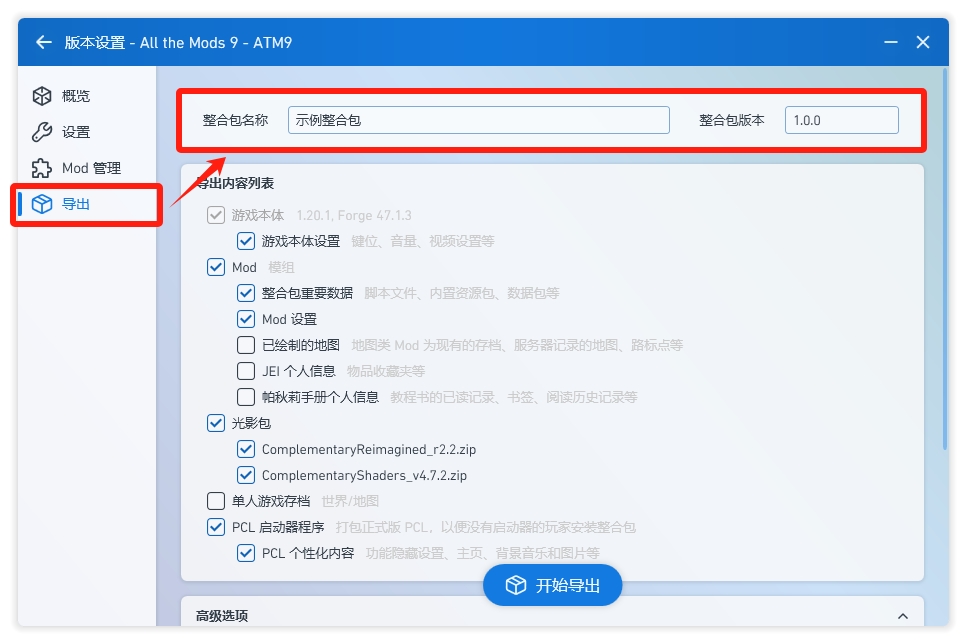 版本设置 - All the Mods 9 - ATM9
概览
设置
Mod 管理
导出
整合包名称 示例整合包 整合包版本 1.0.0
导出内容列表
游戏本体 1.20.1, Forge 47.1.3
游戏本体设置 键位、音量、视频设置等
Mod 模组
整合包重要数据 脚本文件、内置资源包、数据包等
Mod 设置
已绘制的地图 地图类 Mod 为现有的存档、服务器记录的地图、路标点等
JEI 个人信息 物品收藏夹等
帕秋莉手册个人信息 教程书的已读记录、书签、阅读历史记录等
光影包
ComplementaryReimagined_r2.2.zip
ComplementaryShaders_v4.7.2.zip
单人游戏存档 世界/地图
PCL 启动器程序 打包正式版 PCL，以便没有启动器的玩家安装整合包
PCL 个性化内容 功能隐藏设置、主页、背景音乐和图片等
开始导出
高级选项